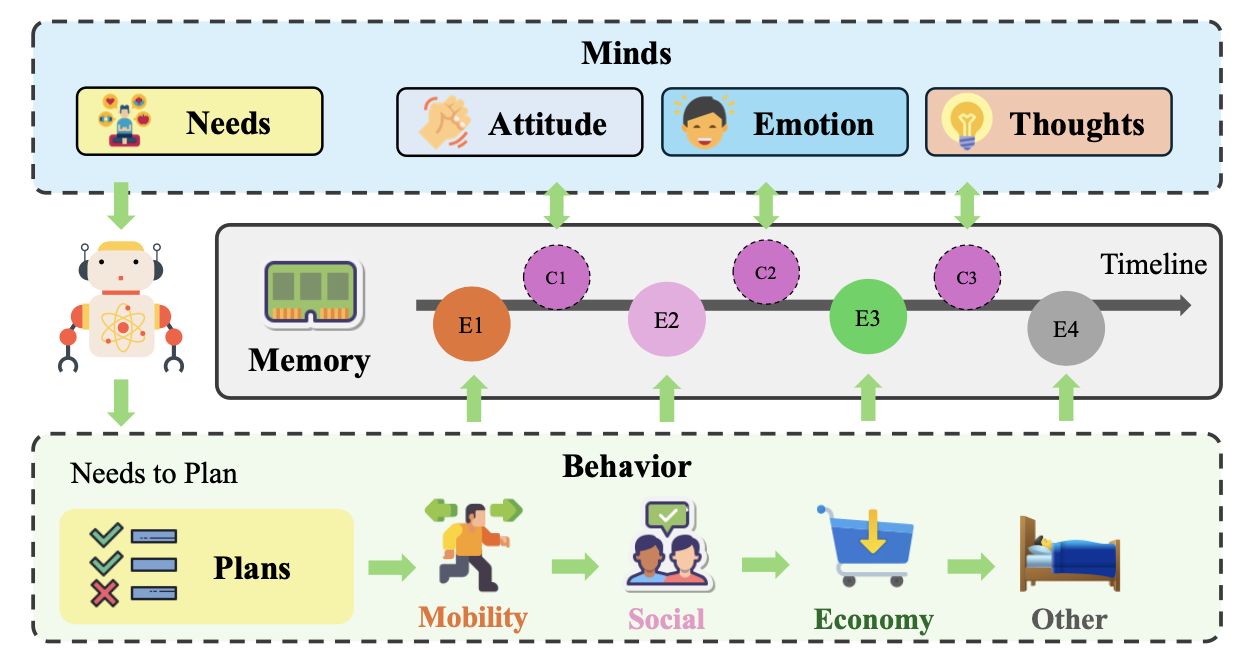 Minds
Needs
Attitude
Emotion
Thoughts
Timeline
C1
C2
C3
E1
E2
E3
E4
Memory
Needs to Plan
Behavior
Plans
Mobility
Social
Economy
Other